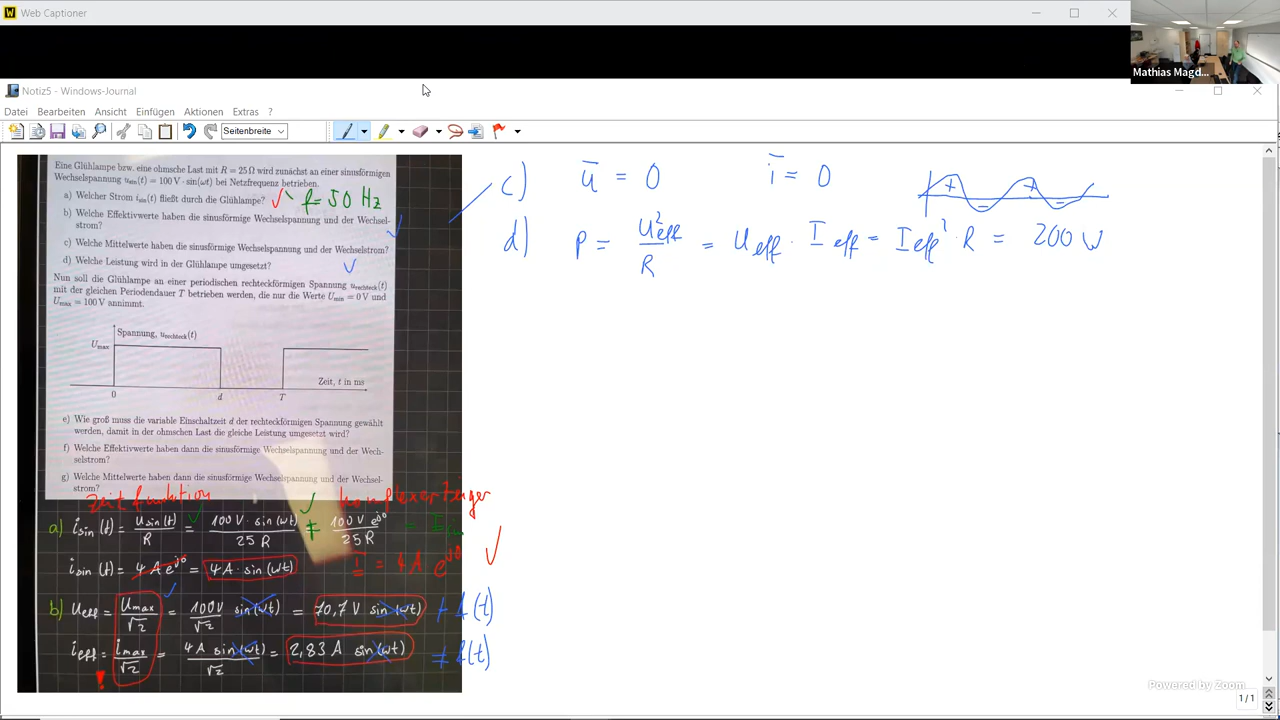 Web Captioner
Mathias Magd...
Notiz5 - Windows-Journal
Datei Bearbeiten Ansicht Einfügen Aktionen Extras ?
Seitenbreite
Eine Glühlampe bzw. eine ohmsche Last mit R = 25 Ω wird zunächst an einer sinusförmigen
Wechselspannung u_sin(t) = 100 V · sin(ωt) bei Netzfrequenz betrieben.
a) Welcher Strom i_sin(t) fließt durch die Glühlampe? ✓ f = 50 Hz
b) Welche Effektivwerte haben die sinusförmige Wechselspannung und der Wechsel-
strom?
c) Welche Mittelwerte haben die sinusförmige Wechselspannung und der Wechselstrom?
d) Welche Leistung wird in der Glühlampe umgesetzt?
Nun soll die Glühlampe an einer periodischen rechteckförmigen Spannung u_rechteck(t)
mit der gleichen Periodendauer T betrieben werden, die nur die Werte U_min = 0 V und
U_max = 100 V annimmt.
Spannung, u_rechteck(t)
U_max
Zeit, t in ms
0 d T
e) Wie groß muss die variable Einschaltzeit d der rechteckförmigen Spannung gewählt
werden, damit in der ohmschen Last die gleiche Leistung umgesetzt wird?
f) Welche Effektivwerte haben dann die sinusförmige Wechselspannung und der Wech-
selstrom?
g) Welche Mittelwerte haben dann die sinusförmige Wechselspannung und der Wechsel-
strom?
Zeitfunktion ✓ komplexer Zeiger
a) i_sin(t) = u_sin(t)/R = 100 V · sin(ωt)/25 R ≠ 100 V e^j0/25 R =
i_sin(t) = 4 A e^j0 = 4 A · sin(ωt) I = 4 A e^j0 ✓
b) u_eff = u_max/√2 = 100V/√2 sin(ωt) = 70,7 V sin(ωt) ≠ f(t)
i_eff = i_max/√2 = 4 A sin(ωt)/√2 = 2,83 A sin(ωt) ≠ f(t)
!
c) ū = 0 ī = 0
+ - + -
d) P = U²eff/R = Ueff · Ieff = Ieff² · R = 200 W
Powered by Zoom
1 / 1